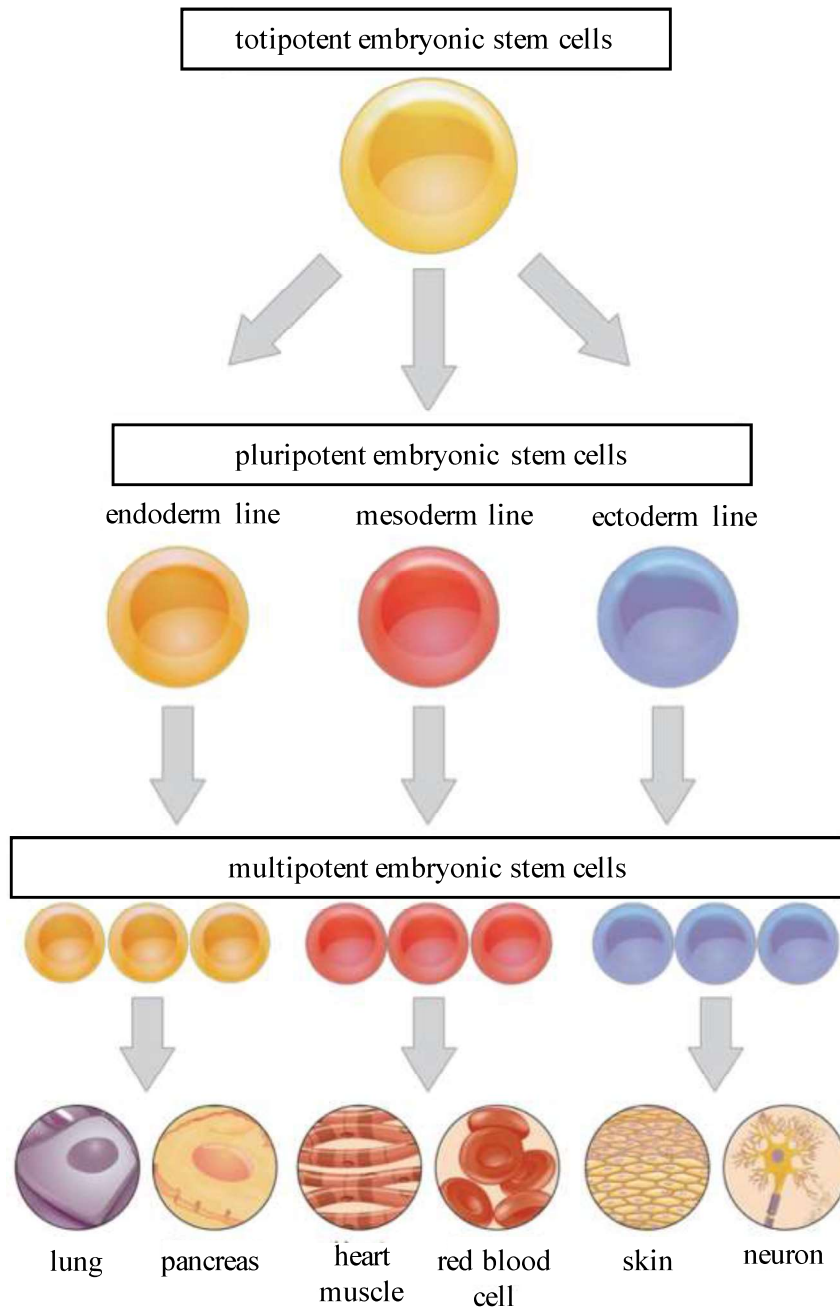 totipotent embryonic stem cells
pluripotent embryonic stem cells
endoderm line
mesoderm line
ectoderm line
multipotent embryonic stem cells
lung
pancreas
heart
muscle
red blood
cell
skin
neuron